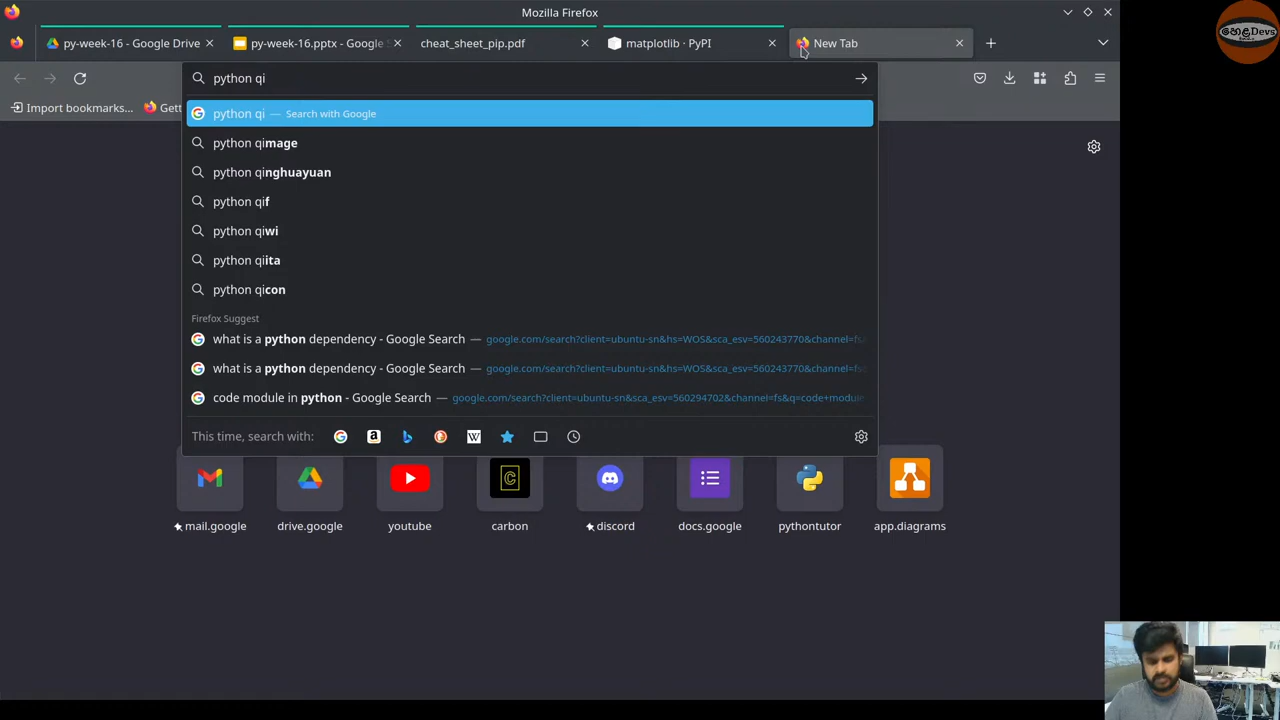 Mozilla Firefox
හෙළDevs
py-week-16 - Google Drive
py-week-16.pptx - Google
cheat_sheet_pip.pdf
matplotlib · PyPI
New Tab
python qi
Import bookmarks...
Gett
python qi — Search with Google
python qimage
python qinghuayuan
python qif
python qiwi
python qiita
python qicon
Firefox Suggest
what is a python dependency - Google Search — google.com/search?client=ubuntu-sn&hs=WOS&sca_esv=560243770&channel=fs&
what is a python dependency - Google Search — google.com/search?client=ubuntu-sn&hs=WOS&sca_esv=560243770&channel=fs&
code module in python - Google Search — google.com/search?client=ubuntu-sn&sca_esv=560294702&channel=fs&q=code+module
This time, search with:
mail.google
drive.google
youtube
carbon
discord
docs.google
pythontutor
app.diagrams